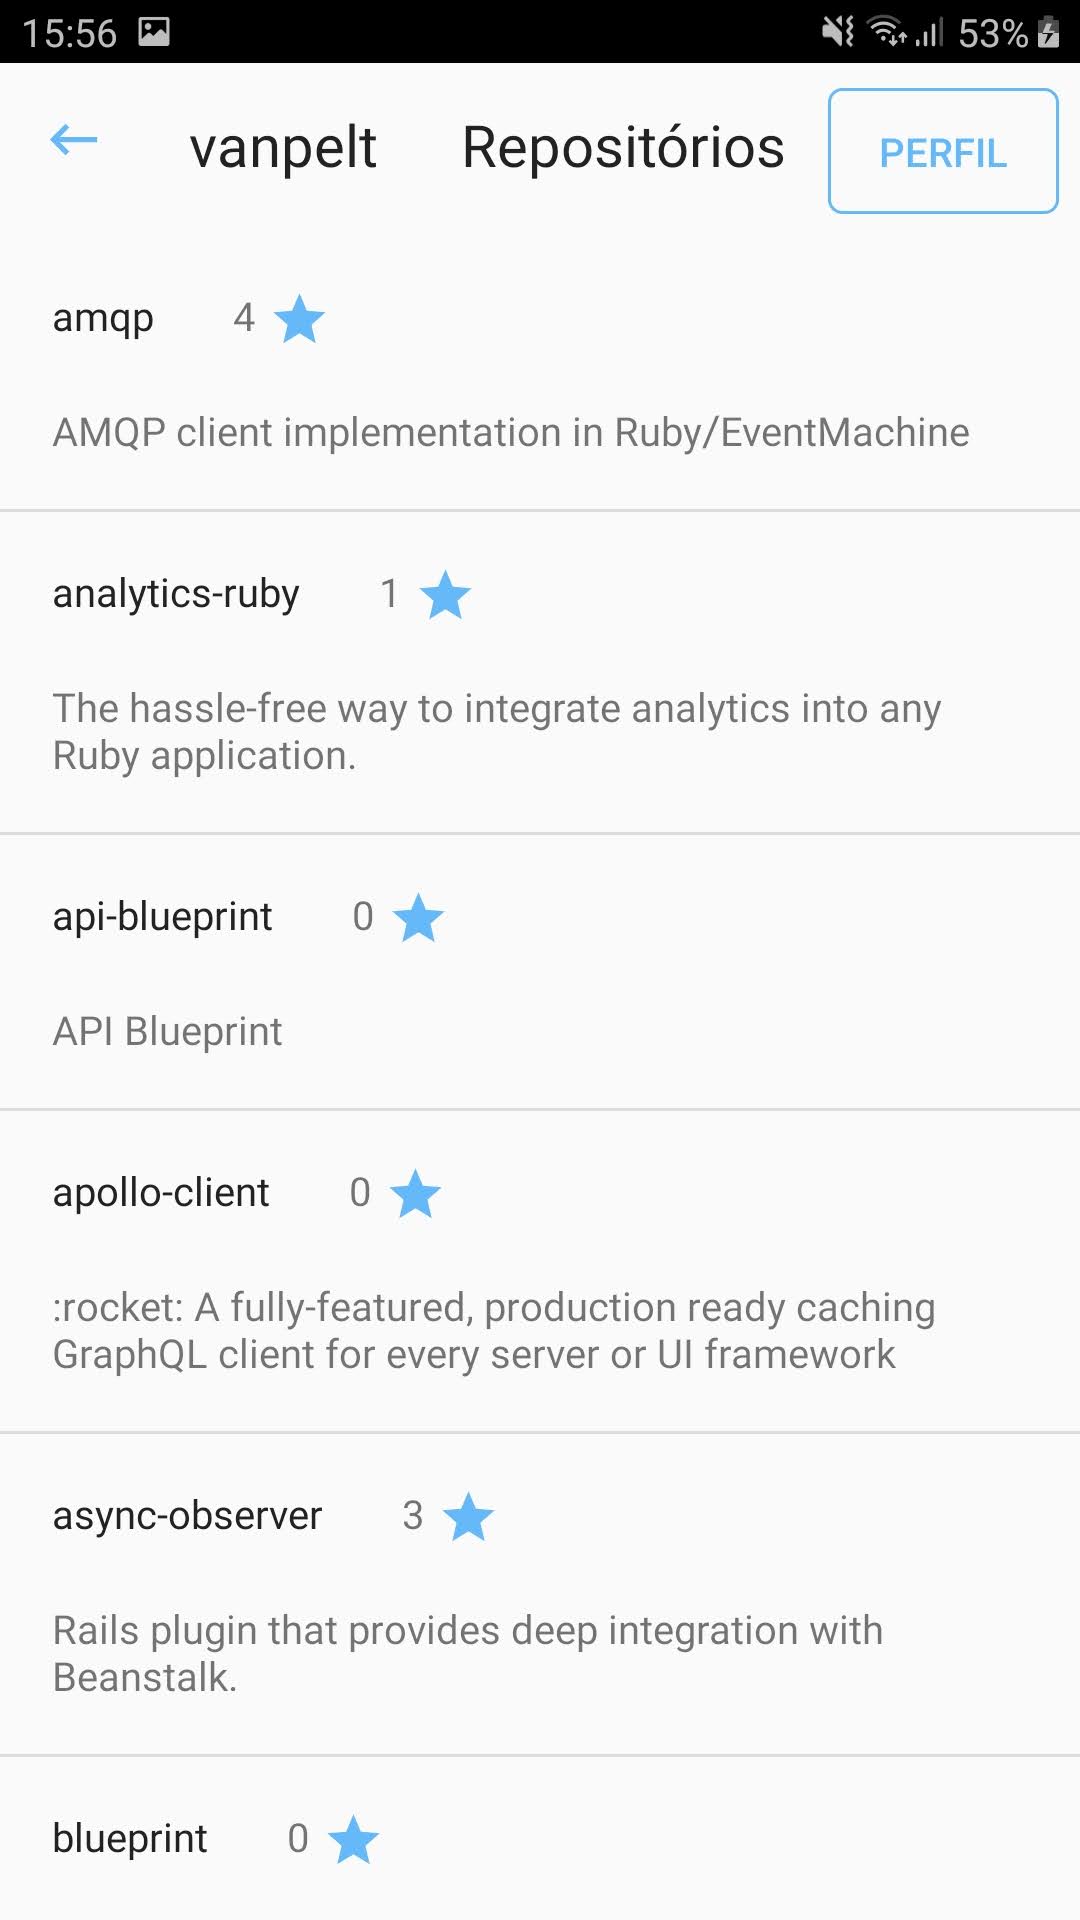 15:56 53%
vanpelt Repositórios PERFIL
amqp 4
AMQP client implementation in Ruby/EventMachine
analytics-ruby 1
The hassle-free way to integrate analytics into any
Ruby application.
api-blueprint 0
API Blueprint
apollo-client 0
:rocket: A fully-featured, production ready caching
GraphQL client for every server or UI framework
async-observer 3
Rails plugin that provides deep integration with
Beanstalk.
blueprint 0